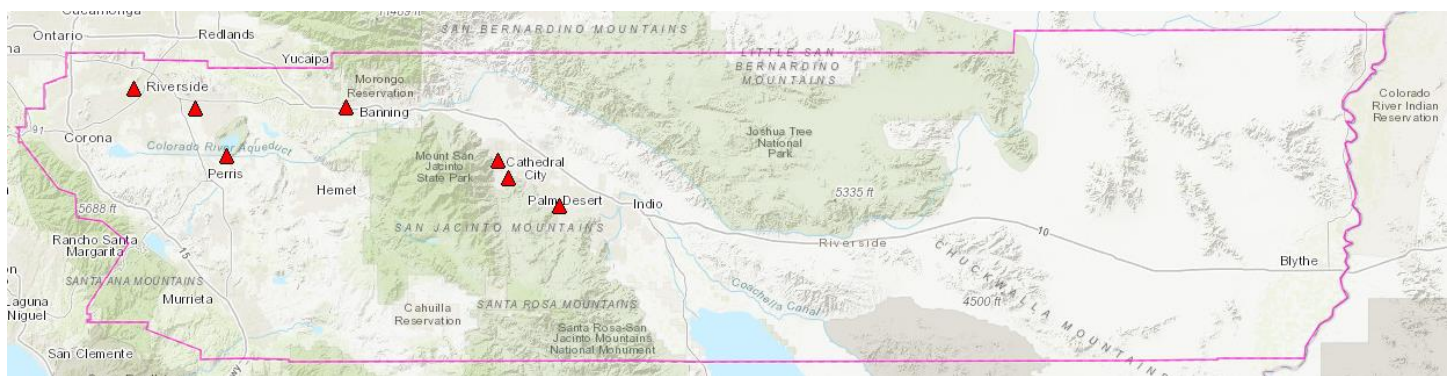 Cucamonga
11489 ft
SAN BERNARDINO MOUNTAINS
Ontario
Redlands
Yucaipa
LITTLE SAN
BERNARDINO
MOUNTAINS
Riverside
Morongo
Reservation
Banning
Colorado
River Indian
Reservation
91
Corona
Colorado River Aqueduct
Perris
Hemet
Mount San
Jacinto
State Park
Cathedral
City
Joshua Tree
National
Park
5335 ft
5688 ft
Palm Desert
Indio
SAN JACINTO MOUNTAINS
Riverside
10
Rancho Santa
Margarita
15
CHUCKWALLA MOUNTAINS
Blythe
SANTA ANA MOUNTAINS
Murrieta
Laguna
Niguel
Cahuilla
Reservation
SANTA ROSA MOUNTAINS
Coachella Canal
4500 ft
Santa Rosa-San
Jacinto Mountains
National Monument
San Clemente